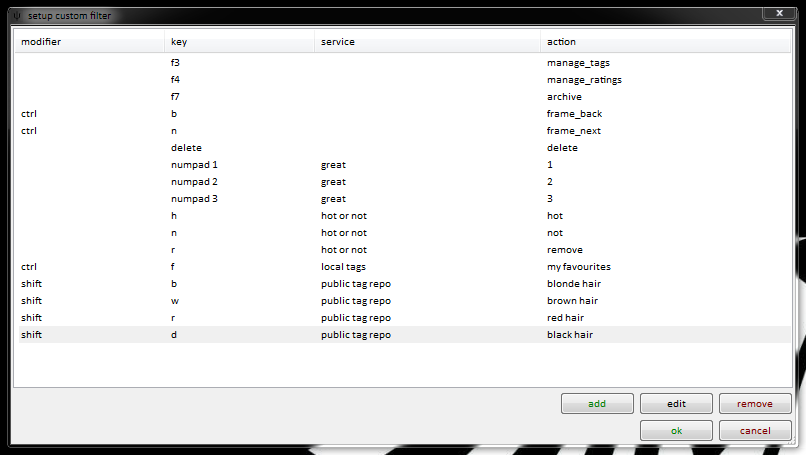 setup custom filter
x
modifier key service action
f3 manage_tags
f4 manage_ratings
f7 archive
ctrl b frame_back
ctrl n frame_next
delete delete
numpad 1 great 1
numpad 2 great 2
numpad 3 great 3
h hot or not hot
n hot or not not
r hot or not remove
ctrl f local tags my favourites
shift b public tag repo blonde hair
shift w public tag repo brown hair
shift r public tag repo red hair
shift d public tag repo black hair
add edit remove
ok cancel